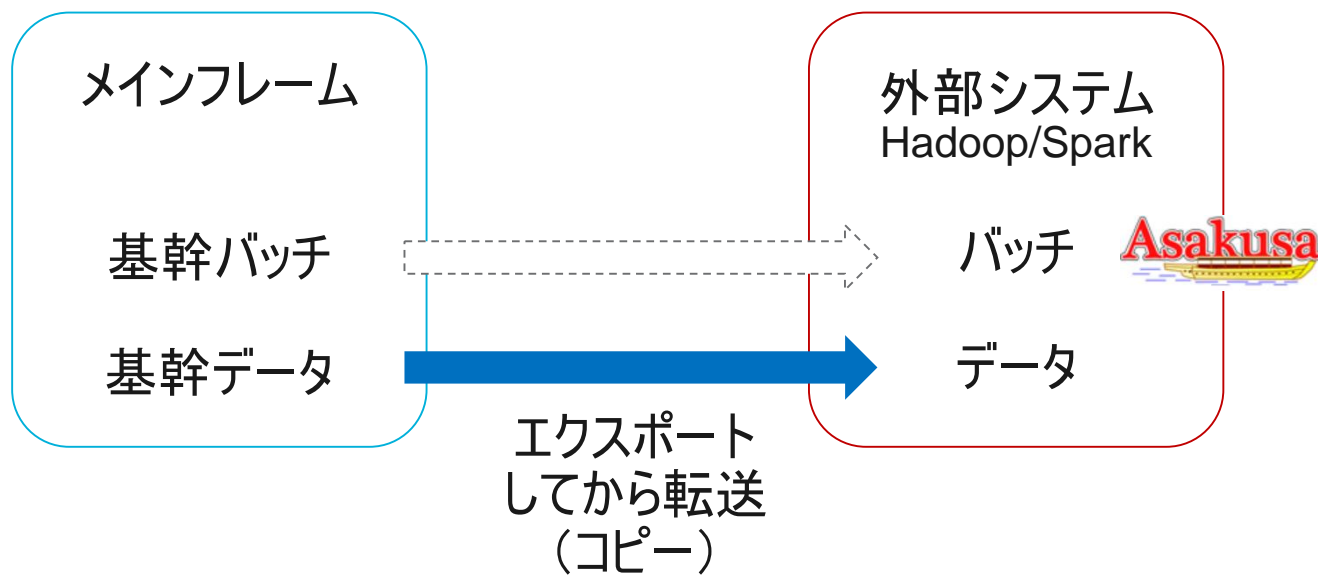 メインフレーム
外部システム
Hadoop/Spark
基幹バッチ
バッチ
Asakusa
基幹データ
データ
エクスポート
してから転送
（コピー）